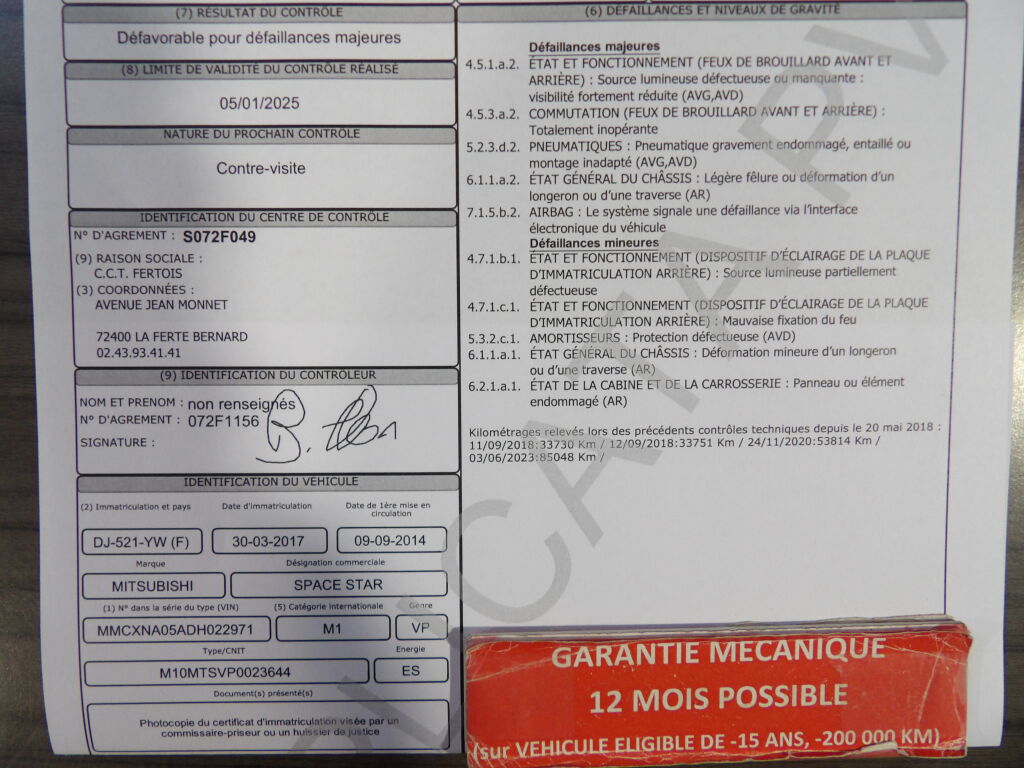 (7) RÉSULTAT DU CONTRÔLE
Défavorable pour défaillances majeures
(8) LIMITE DE VALIDITÉ DU CONTRÔLE RÉALISÉ
05/01/2025
NATURE DU PROCHAIN CONTRÔLE
Contre-visite
IDENTIFICATION DU CENTRE DE CONTRÔLE
N° D'AGREMENT : S072F049
(9) RAISON SOCIALE :
C.C.T. FERTOIS
(3) COORDONNÉES :
AVENUE JEAN MONNET
72400 LA FERTE BERNARD
02.43.93.41.41
(9) IDENTIFICATION DU CONTRÔLEUR
NOM ET PRENOM : non renseignés
N° D'AGREMENT : 072F1156
SIGNATURE :
IDENTIFICATION DU VÉHICULE
(2) Immatriculation et pays
Date d'immatriculation
Date de 1ère mise en
circulation
DJ-521-YW (F)
30-03-2017
09-09-2014
Marque
Désignation commerciale
MITSUBISHI
SPACE STAR
(1) N° dans la série du type (VIN)
(5) Catégorie internationale
Genre
MMCXNA05ADH022971
M1
VP
Type/CNIT
Energie
M10MTSVP0023644
ES
Document(s) présenté(s)
Photocopie du certificat d'immatriculation visée par un
commissaire-priseur ou un huissier de justice
(6) DÉFAILLANCES ET NIVEAUX DE GRAVITÉ
Défaillances majeures
4.5.1.a.2. ÉTAT ET FONCTIONNEMENT (FEUX DE BROUILLARD AVANT ET
ARRIÈRE) : Source lumineuse défectueuse ou manquante :
visibilité fortement réduite (AVG,AVD)
4.5.3.a.2. COMMUTATION (FEUX DE BROUILLARD AVANT ET ARRIÈRE) :
Totalement inopérante
5.2.3.d.2. PNEUMATIQUES : Pneumatique gravement endommagé, entaillé ou
montage inadapté (AVG,AVD)
6.1.1.a.2. ÉTAT GÉNÉRAL DU CHÂSSIS : Légère fêlure ou déformation d'un
longeron ou d'une traverse (AR)
7.1.5.b.2. AIRBAG : Le système signale une défaillance via l'interface
électronique du véhicule
Défaillances mineures
4.7.1.b.1. ÉTAT ET FONCTIONNEMENT (DISPOSITIF D'ÉCLAIRAGE DE LA PLAQUE
D'IMMATRICULATION ARRIÈRE) : Source lumineuse partiellement
défectueuse
4.7.1.c.1. ÉTAT ET FONCTIONNEMENT (DISPOSITIF D'ÉCLAIRAGE DE LA PLAQUE
D'IMMATRICULATION ARRIÈRE) : Mauvaise fixation du feu
5.3.2.c.1. AMORTISSEURS : Protection défectueuse (AVD)
6.1.1.a.1. ÉTAT GÉNÉRAL DU CHÂSSIS : Déformation mineure d'un longeron
ou d'une traverse (AR)
6.2.1.a.1. ÉTAT DE LA CABINE ET DE LA CARROSSERIE : Panneau ou élément
endommagé (AR)
Kilométrages relevés lors des précédents contrôles techniques depuis le 20 mai 2018 :
11/09/2018:33730 Km / 12/09/2018:33751 Km / 24/11/2020:53814 Km /
03/06/2023:85048 Km /
GARANTIE MECANIQUE
12 MOIS POSSIBLE
(sur VEHICULE ELIGIBLE DE -15 ANS, -200 000 KM)
PLICATA PV